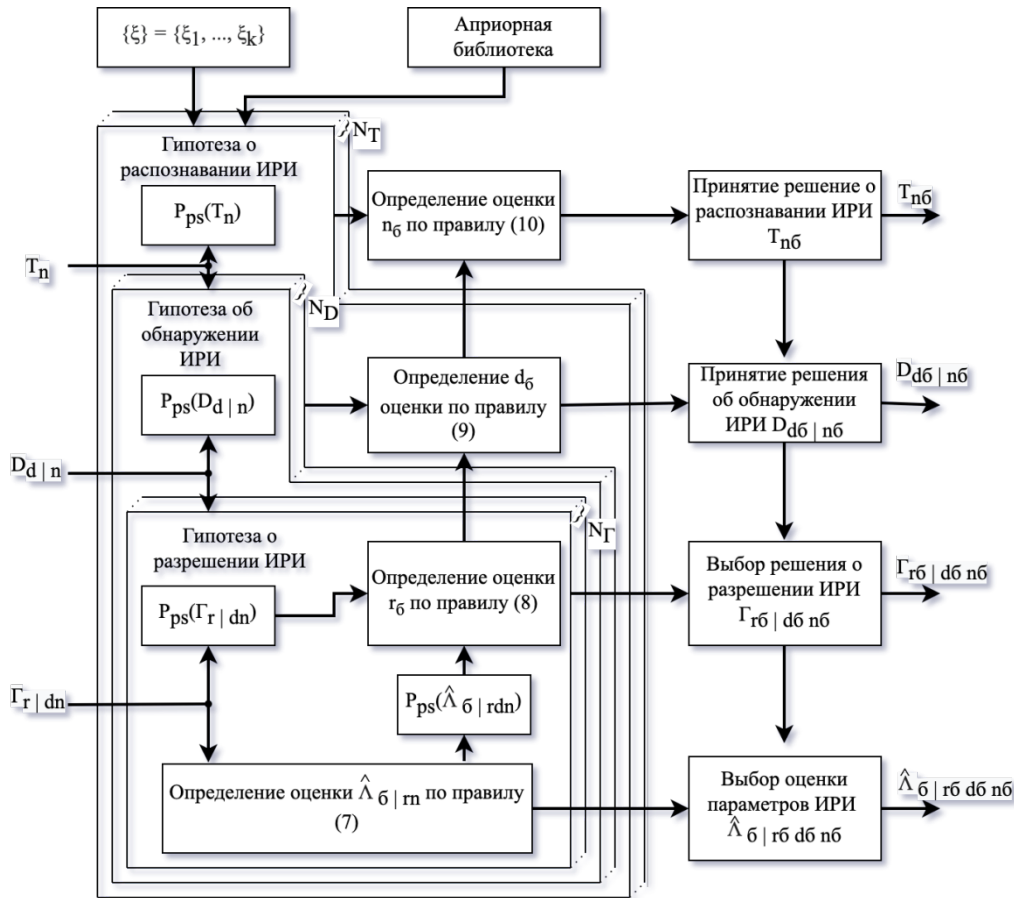 {ξ} = {ξ1, ..., ξk}
Априорная
библиотека
} NT
Гипотеза о
распознавании ИРИ
Pps(Tn)
Определение оценки
nб по правилу (10)
Принятие решение о
распознавании ИРИ
Tnб
Tnб
Tn
} ND
Гипотеза об
обнаружении
ИРИ
Pps(Dd | n)
Определение dб
оценки по правилу
(9)
Принятие решения
об обнаружении
ИРИ Ddб | nб
Ddб | nб
Dd | n
} NΓ
Гипотеза о
разрешении ИРИ
Pps(Γr | dn)
Определение оценки
rб по правилу (8)
Выбор решения о
разрешении ИРИ
Γrб | dб nб
Γrб | dб nб
Γr | dn
Pps(Λ̂ б | rdn)
Определение оценки Λ̂ б | rn по правилу
(7)
Выбор оценки
параметров ИРИ
Λ̂ б | rб dб nб
Λ̂ б | rб dб nб